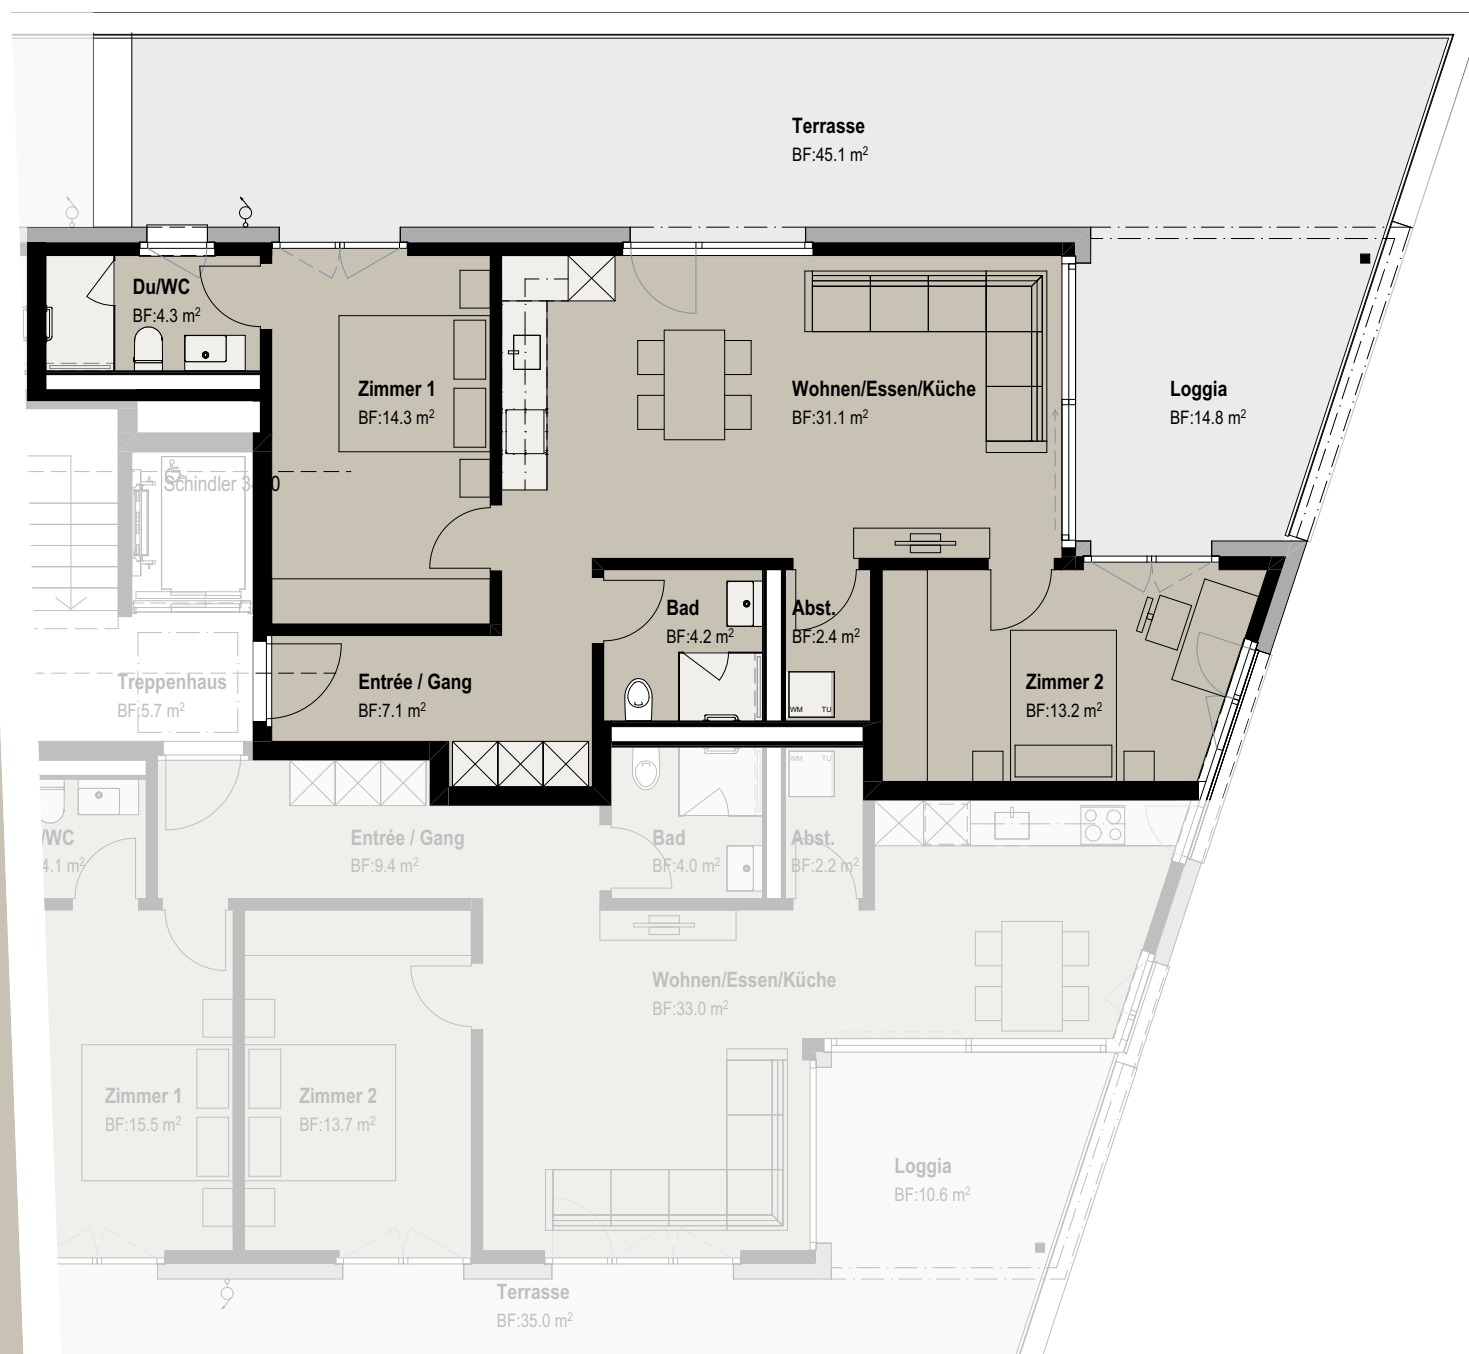 Terrasse
BF:45.1 m²
Du/WC
BF:4.3 m²
Zimmer 1
BF:14.3 m²
Wohnen/Essen/Küche
BF:31.1 m²
Loggia
BF:14.8 m²
Schindler 3
0
Bad
BF:4.2 m²
Abst.
BF:2.4 m²
WM TU
Treppenhaus
BF:5.7 m²
Entrée / Gang
BF:7.1 m²
Zimmer 2
BF:13.2 m²
WM TU
/WC
4.1 m²
Entrée / Gang
BF:9.4 m²
Bad
BF:4.0 m²
Abst.
BF:2.2 m²
Wohnen/Essen/Küche
BF:33.0 m²
Zimmer 1
BF:15.5 m²
Zimmer 2
BF:13.7 m²
Loggia
BF:10.6 m²
Terrasse
BF:35.0 m²